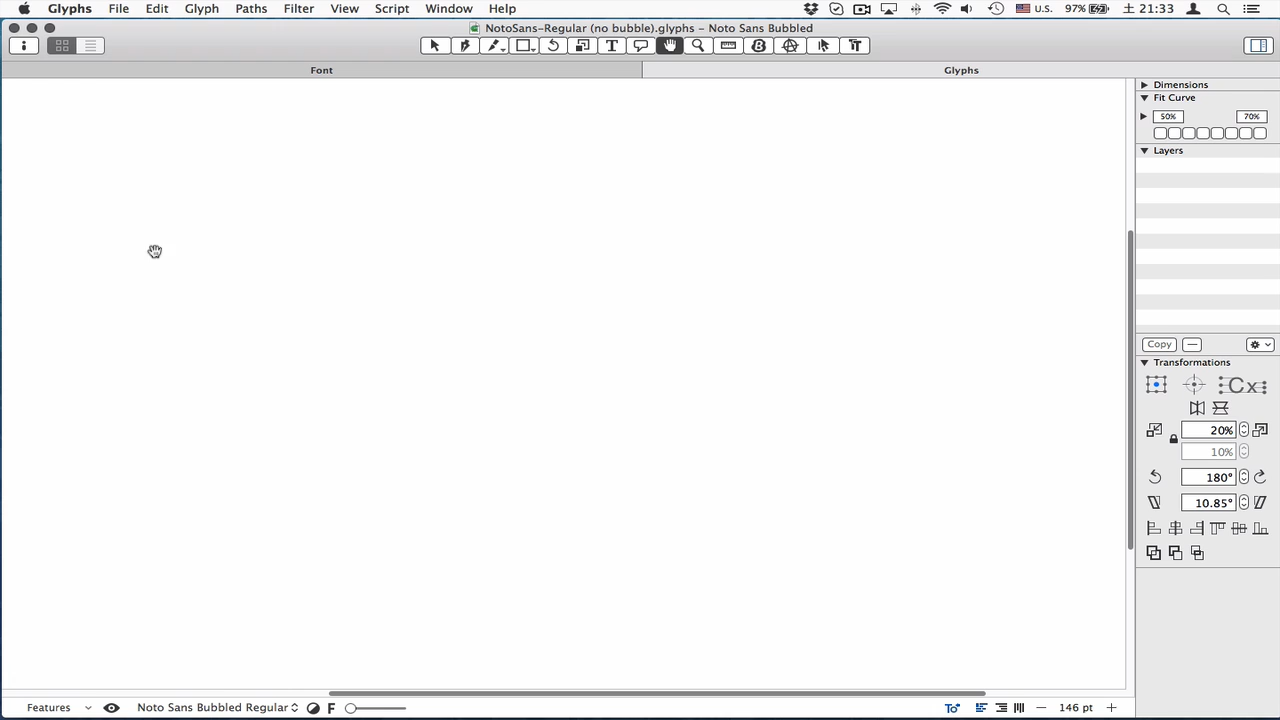 Glyphs File Edit Glyph Paths Filter View Script Window Help U.S. 97% 土 21:33
NotoSans-Regular (no bubble).glyphs – Noto Sans Bubbled
Font Glyphs
Dimensions
Fit Curve
50% 70%
Layers
Copy
Transformations
20%
10%
180°
10.85°
Features Noto Sans Bubbled Regular F 146 pt